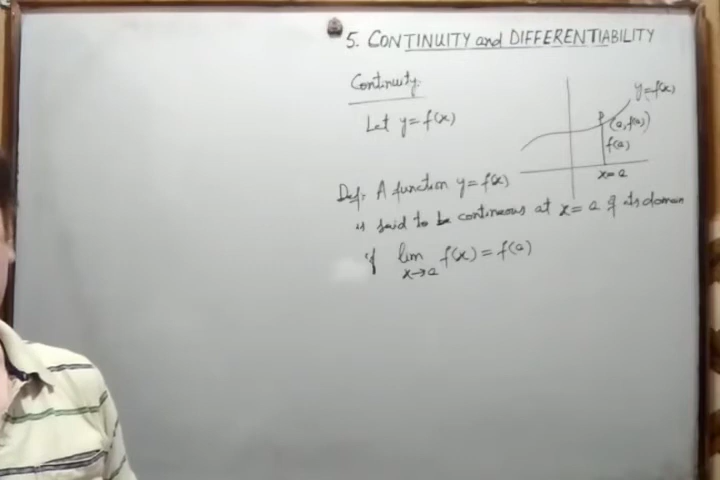 5. CONTINUITY and DIFFERENTIABILITY
Continuity:
Let y=f(x)
y=f(x)
P
(a, f(a))
f(a)
x=a
Def: A function y=f(x)
is said to be continuous at x=a of its domain
if lim f(x)=f(a)
x→a